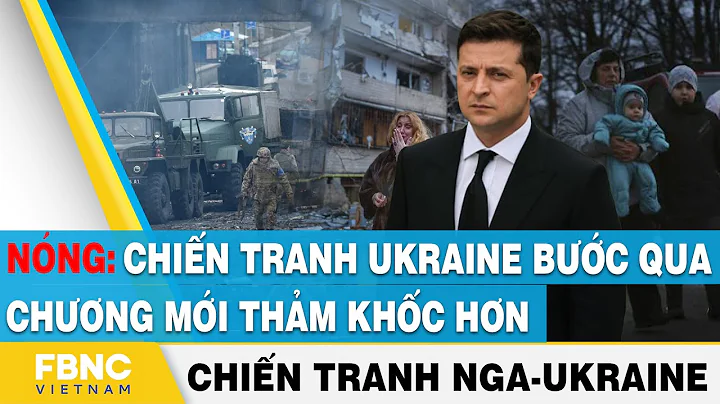 NÓNG: CHIẾN TRANH UKRAINE BƯỚC QUA
CHƯƠNG MỚI THẢM KHỐC HƠN
FBNC
VIETNAM
CHIẾN TRANH NGA-UKRAINE